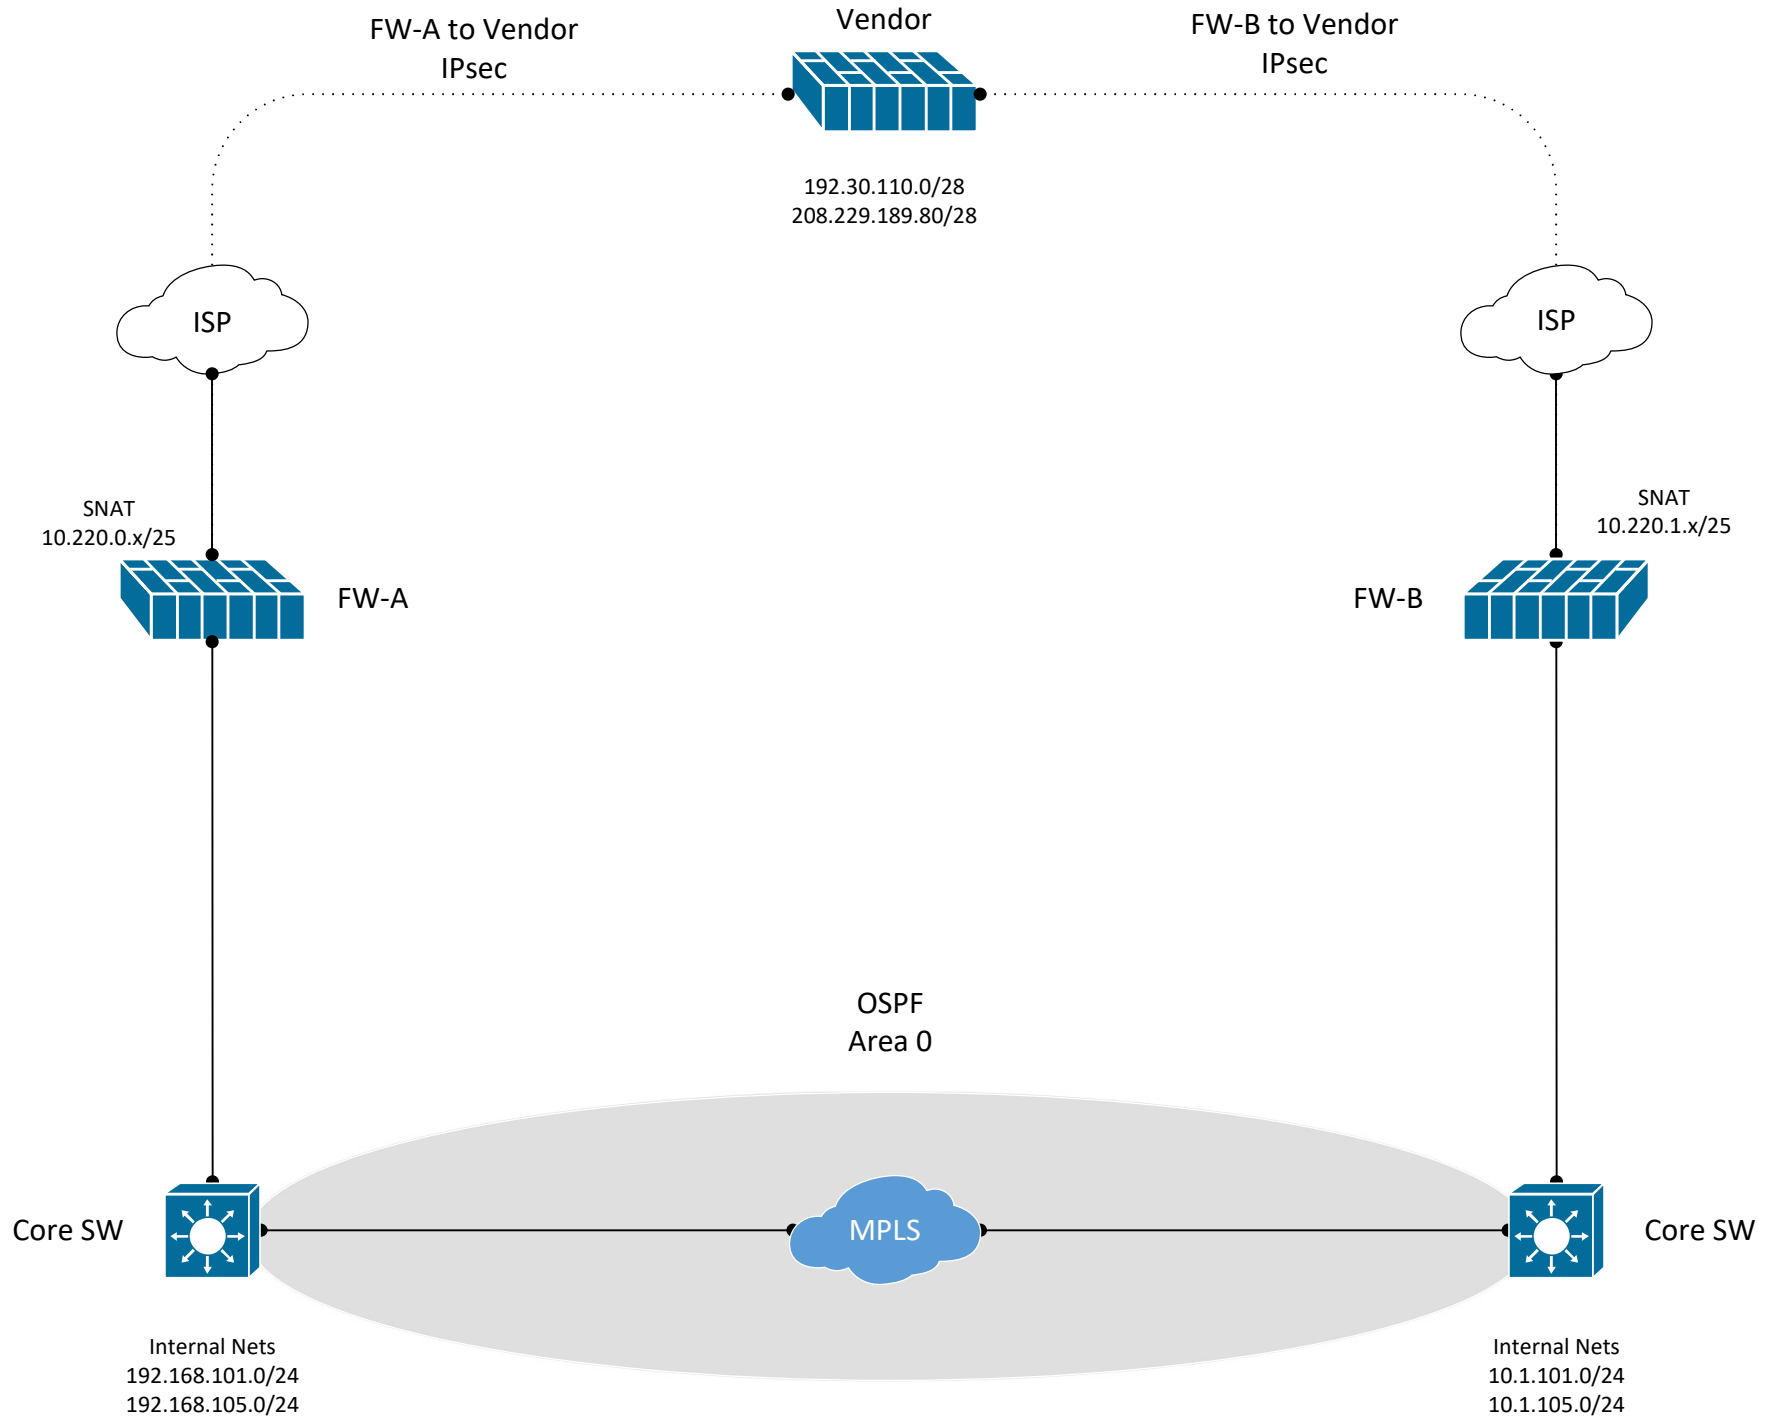 FW-A to Vendor
IPsec
Vendor
FW-B to Vendor
IPsec
192.30.110.0/28
208.229.189.80/28
ISP
ISP
SNAT
10.220.0.x/25
SNAT
10.220.1.x/25
FW-A
FW-B
OSPF
Area 0
Core SW
MPLS
Core SW
Internal Nets
192.168.101.0/24
192.168.105.0/24
Internal Nets
10.1.101.0/24
10.1.105.0/24